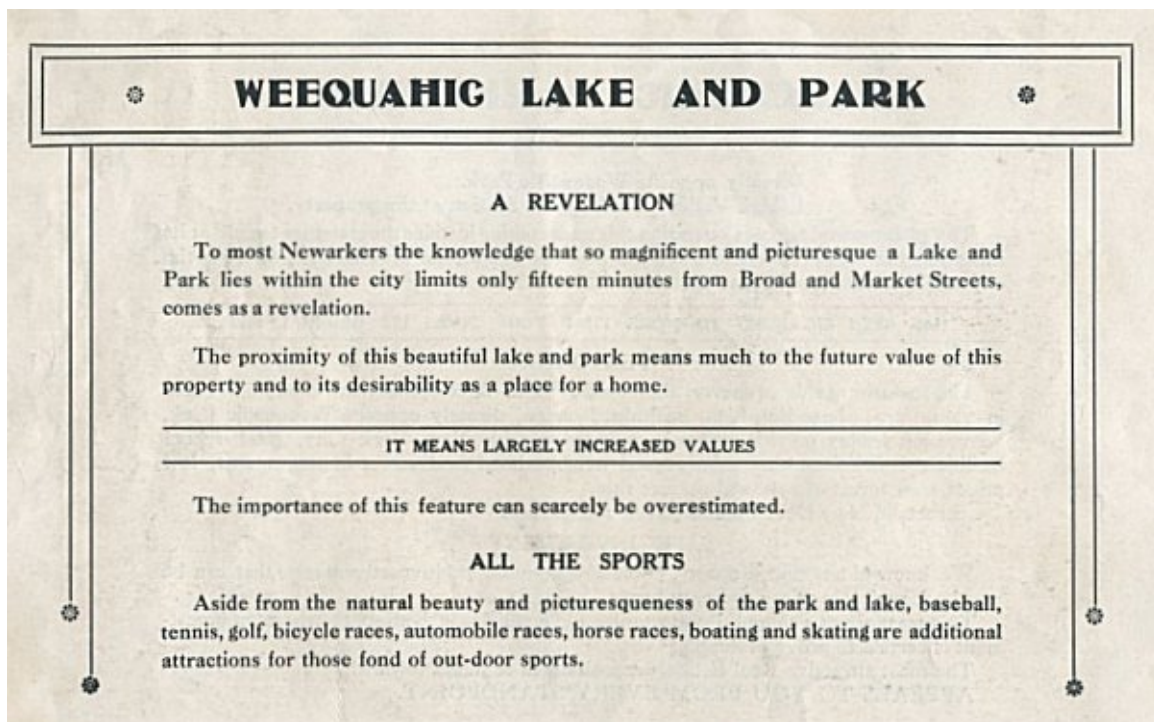 WEEQUAHIC LAKE AND PARK
A REVELATION
To most Newarkers the knowledge that so magnificent and picturesque a Lake and
Park lies within the city limits only fifteen minutes from Broad and Market Streets,
comes as a revelation.
The proximity of this beautiful lake and park means much to the future value of this
property and to its desirability as a place for a home.
IT MEANS LARGELY INCREASED VALUES
The importance of this feature can scarcely be overestimated.
ALL THE SPORTS
Aside from the natural beauty and picturesqueness of the park and lake, baseball,
tennis, golf, bicycle races, automobile races, horse races, boating and skating are additional
attractions for those fond of out-door sports.